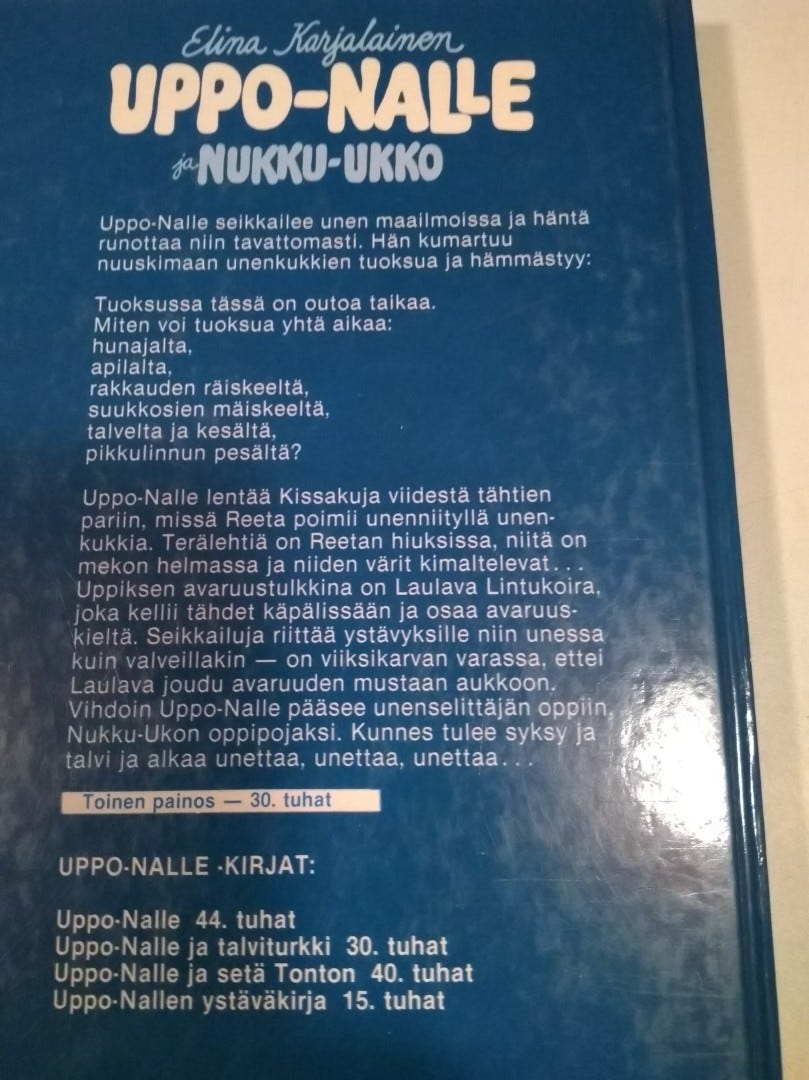 Elina Karjalainen
UPPO-NALLE
ja NUKKU-UKKO
Uppo-Nalle seikkailee unen maailmoissa ja häntä
runottaa niin tavattomasti. Hän kumartuu
nuuskimaan unenkukkien tuoksua ja hämmästyy:
Tuoksussa tässä on outoa taikaa.
Miten voi tuoksua yhtä aikaa:
hunajalta,
apilalta,
rakkauden räiskeeltä,
suukkosien mäiskeeltä,
talvelta ja kesältä,
pikkulinnun pesältä?
Uppo-Nalle lentää Kissakuja viidestä tähtien
pariin, missä Reeta poimii unenniityllä unen-
kukkia. Terälehtiä on Reetan hiuksissa, niitä on
mekon helmassa ja niiden värit kimaltelevat...
Uppiksen avaruustulkkina on Laulava Lintukoira,
joka kellii tähdet käpälissään ja osaa avaruus-
kieltä. Seikkailuja riittää ystävyksille niin unessa
kuin valveillakin — on viiksikarvan varassa, ettei
Laulava joudu avaruuden mustaan aukkoon.
Vihdoin Uppo-Nalle pääsee unenselittäjän oppiin,
Nukku-Ukon oppipojaksi. Kunnes tulee syksy ja
talvi ja alkaa unettaa, unettaa, unettaa...
Toinen painos — 30. tuhat
UPPO-NALLE -KIRJAT:
Uppo-Nalle 44. tuhat
Uppo-Nalle ja talviturkki 30. tuhat
Uppo-Nalle ja setä Tonton 40. tuhat
Uppo-Nallen ystäväkirja 15. tuhat